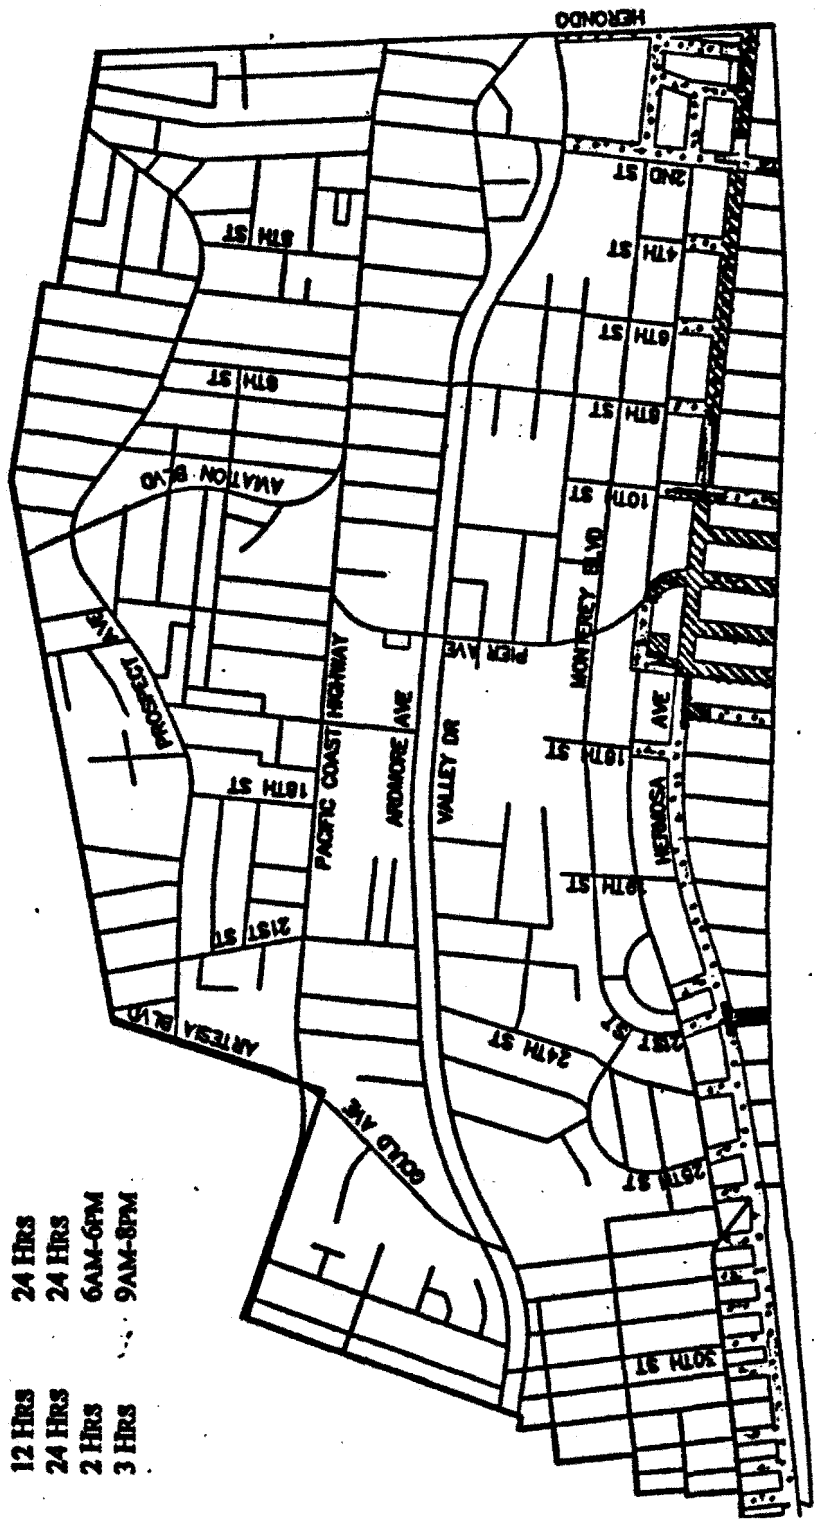 12 HRS 24 HRS
24 HRS 24 HRS
2 HRS 6AM-6PM
3 HRS 9AM-8PM
HERONDO
2ND ST
4TH ST
6TH ST
8TH ST
10TH ST
16TH ST
19TH ST
21ST ST
24TH ST
25TH ST
30TH ST
8TH ST
AVIATION BLVD
PROSPECT AVE
18TH ST
21ST ST
ARTESIA BLVD
GOULD AVE
PACIFIC COAST HIGHWAY
ARDMORE AVE
VALLEY DR
PIER AVE
MONTEREY BLVD
HERMOSA AVE